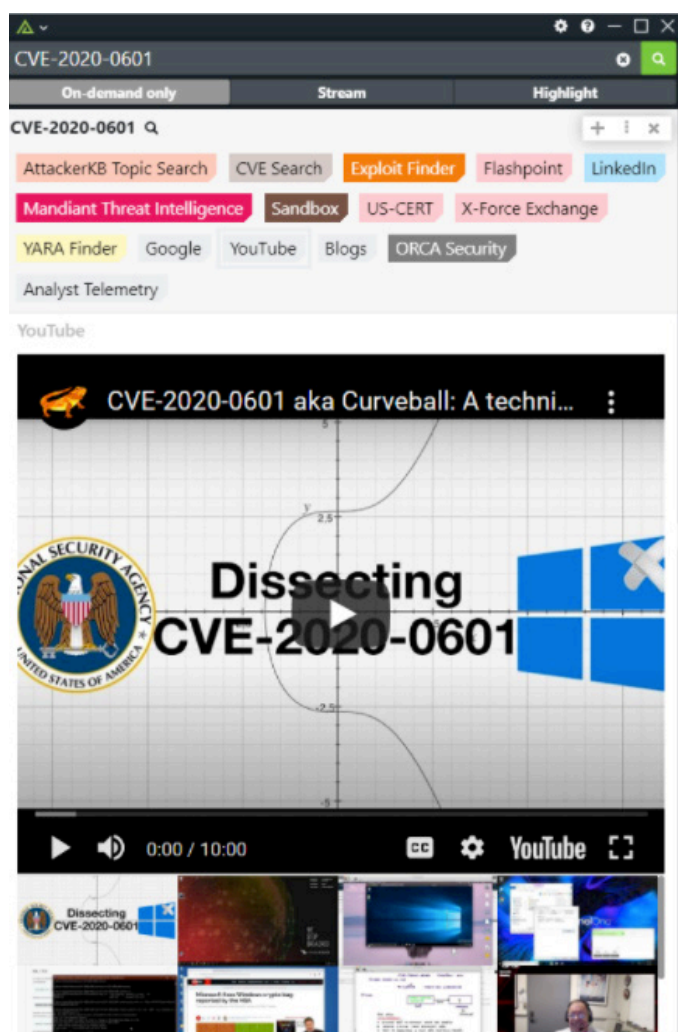 CVE-2020-0601
On-demand only Stream Highlight
CVE-2020-0601
AttackerKB Topic Search CVE Search Exploit Finder Flashpoint LinkedIn
Mandiant Threat Intelligence Sandbox US-CERT X-Force Exchange
YARA Finder Google YouTube Blogs ORCA Security
Analyst Telemetry
YouTube
CVE-2020-0601 aka Curveball: A techni...
5
y
2,5
NAL SECURITY AGENCY
UNITED STATES OF AMERICA
Dissecting
CVE-2020-0601
-2.5
-5
0:00 / 10:00 CC YouTube
Dissecting
CVE-2020-0601